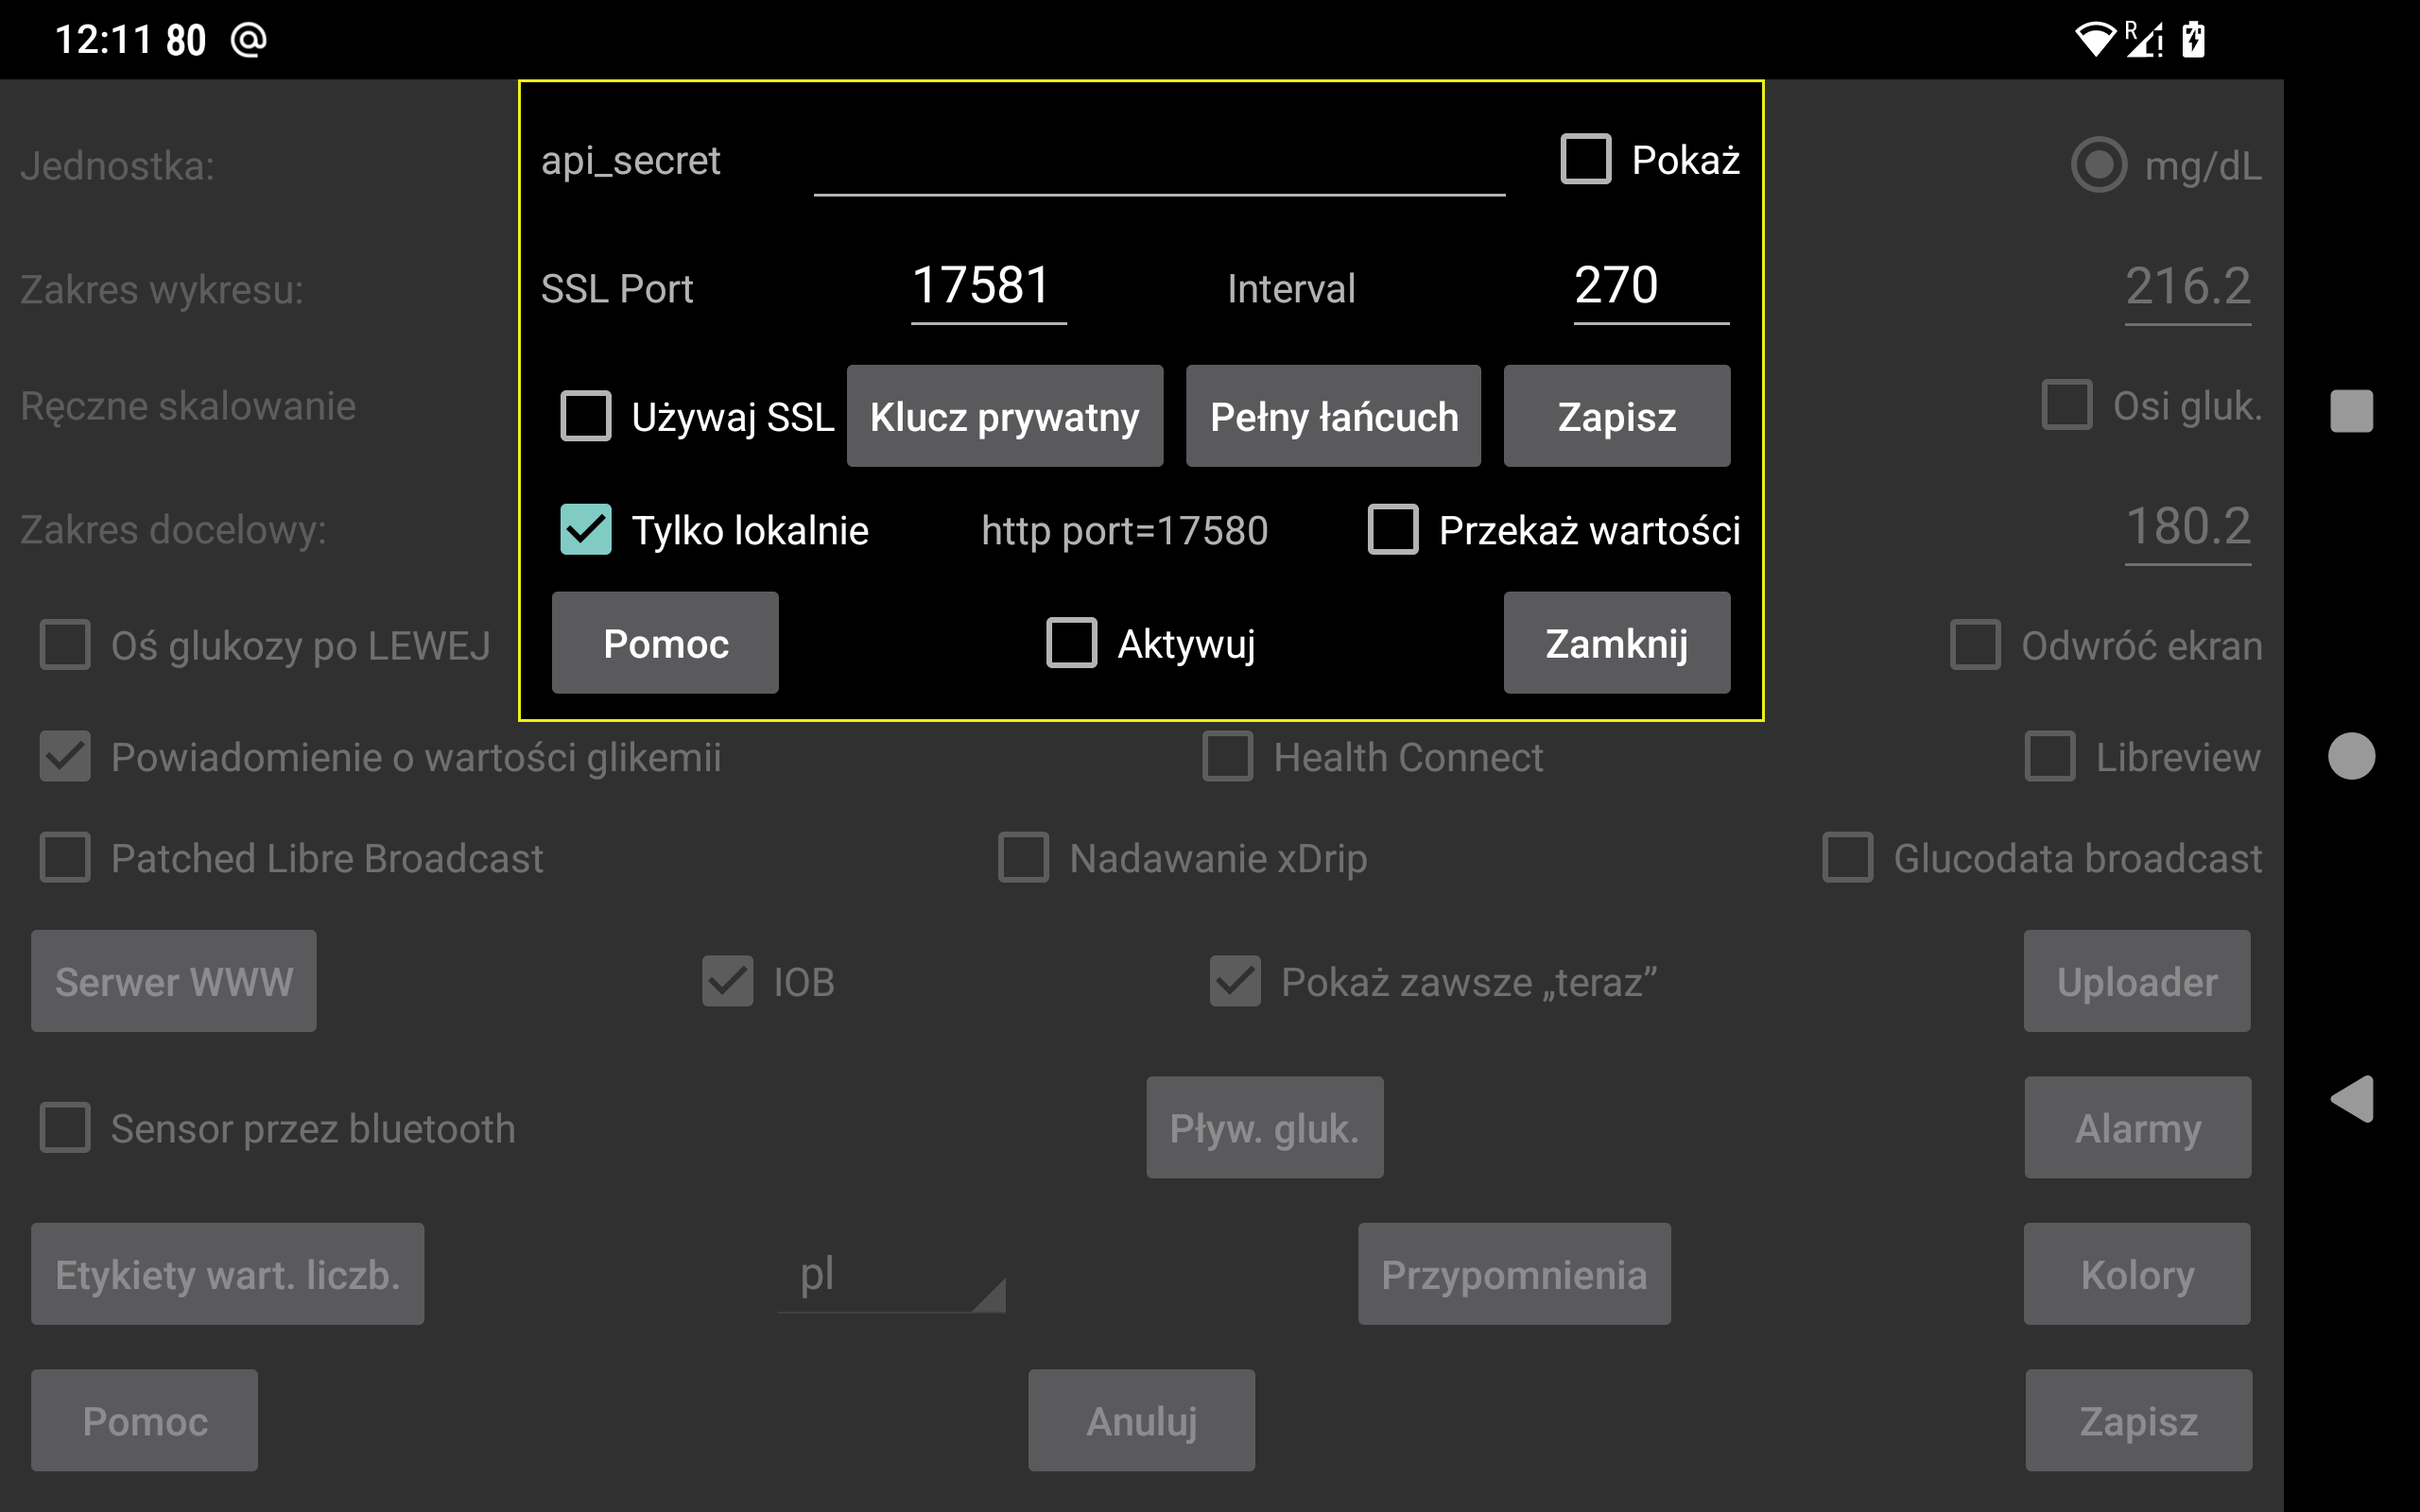 12:11 80
R
api_secret Pokaż
Jednostka: mg/dL
SSL Port 17581 Interval 270
Zakres wykresu: 216.2
Używaj SSL Klucz prywatny Pełny łańcuch Zapisz
Ręczne skalowanie Osi gluk.
Tylko lokalnie http port=17580 Przekaż wartości
Zakres docelowy: 180.2
Pomoc Aktywuj Zamknij
Oś glukozy po LEWEJ Odwróć ekran
Powiadomienie o wartości glikemii Health Connect Libreview
Patched Libre Broadcast Nadawanie xDrip Glucodata broadcast
Serwer WWW IOB Pokaż zawsze „teraz” Uploader
Sensor przez bluetooth Pływ. gluk. Alarmy
Etykiety wart. liczb. pl Przypomnienia Kolory
Pomoc Anuluj Zapisz